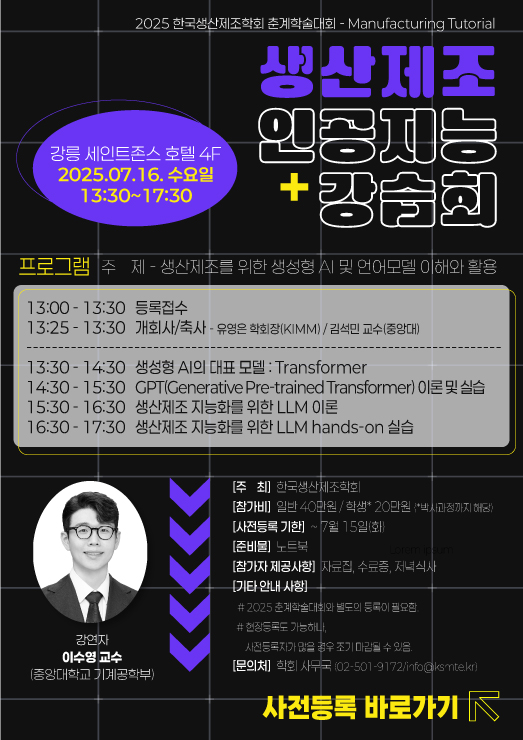 2025 한국생산제조학회 춘계학술대회 - Manufacturing Tutorial
생산제조
인공지능
+ 강습회
강릉 세인트존스 호텔 4F
2025.07.16. 수요일
13:30~17:30
프로그램 주 제 - 생산제조를 위한 생성형 AI 및 언어모델 이해와 활용
13:00 - 13:30 등록접수
13:25 - 13:30 개회사/축사 - 유영은 학회장(KIMM) / 김석민 교수(중앙대)
13:30 - 14:30 생성형 AI의 대표 모델 : Transformer
14:30 - 15:30 GPT(Generative Pre-trained Transformer) 이론 및 실습
15:30 - 16:30 생산제조 지능화를 위한 LLM 이론
16:30 - 17:30 생산제조 지능화를 위한 LLM hands-on 실습
[주 최] 한국생산제조학회
[참가비] 일반 40만원 / 학생* 20만원 (*박사과정까지 해당)
[사전등록 기한] ~ 7월 15일(화)
[준비물] 노트북
Lorem ipsum
[참가자 제공사항] 자료집, 수료증, 저녁식사
[기타 안내 사항]
# 2025 춘계학술대회와 별도의 등록이 필요함
# 현장등록도 가능하나,
사전등록자가 많을 경우 조기 마감될 수 있음.
[문의처] 학회 사무국 (02-501-9172/info@ksmte.kr)
강연자
이수영 교수
(중앙대학교 기계공학부)
사전등록 바로가기